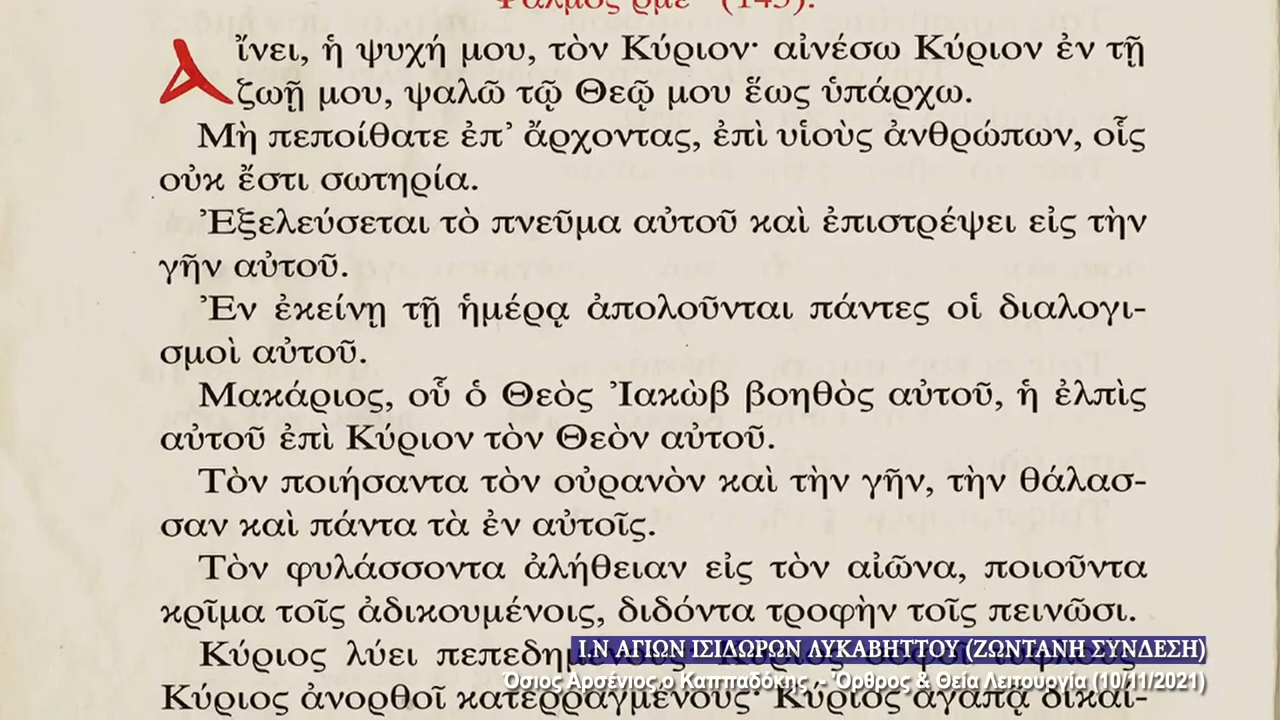 Ψαλμὸς ρμε΄ (145).
Αἴνει, ἡ ψυχή μου, τὸν Κύριον· αἰνέσω Κύριον ἐν τῇ
ζωῇ μου, ψαλῶ τῷ Θεῷ μου ἕως ὑπάρχω.
Μὴ πεποίθατε ἐπ’ ἄρχοντας, ἐπὶ υἱοὺς ἀνθρώπων, οἷς
οὐκ ἔστι σωτηρία.
Ἐξελεύσεται τὸ πνεῦμα αὐτοῦ καὶ ἐπιστρέψει εἰς τὴν
γῆν αὐτοῦ.
Ἐν ἐκείνῃ τῇ ἡμέρᾳ ἀπολοῦνται πάντες οἱ διαλογι-
σμοὶ αὐτοῦ.
Μακάριος, οὗ ὁ Θεὸς Ἰακὼβ βοηθὸς αὐτοῦ, ἡ ἐλπὶς
αὐτοῦ ἐπὶ Κύριον τὸν Θεὸν αὐτοῦ.
Τὸν ποιήσαντα τὸν οὐρανὸν καὶ τὴν γῆν, τὴν θάλασ-
σαν καὶ πάντα τὰ ἐν αὐτοῖς.
Τὸν φυλάσσοντα ἀλήθειαν εἰς τὸν αἰῶνα, ποιοῦντα
κρῖμα τοῖς ἀδικουμένοις, διδόντα τροφὴν τοῖς πεινῶσι.
Κύριος λύει πεπεδημένους· Κύριος σοφοῖ τυφλούς·
Κύριος ἀνορθοῖ κατερραγμένους· Κύριος ἀγαπᾷ δικαί-
Ι.Ν ΑΓΙΩΝ ΙΣΙΔΩΡΩΝ ΛΥΚΑΒΗΤΤΟΥ (ΖΩΝΤΑΝΗ ΣΥΝΔΕΣΗ)
Όσιος Αρσένιος ο Καππαδόκης - Όρθρος & Θεία Λειτουργία (10/11/2021)